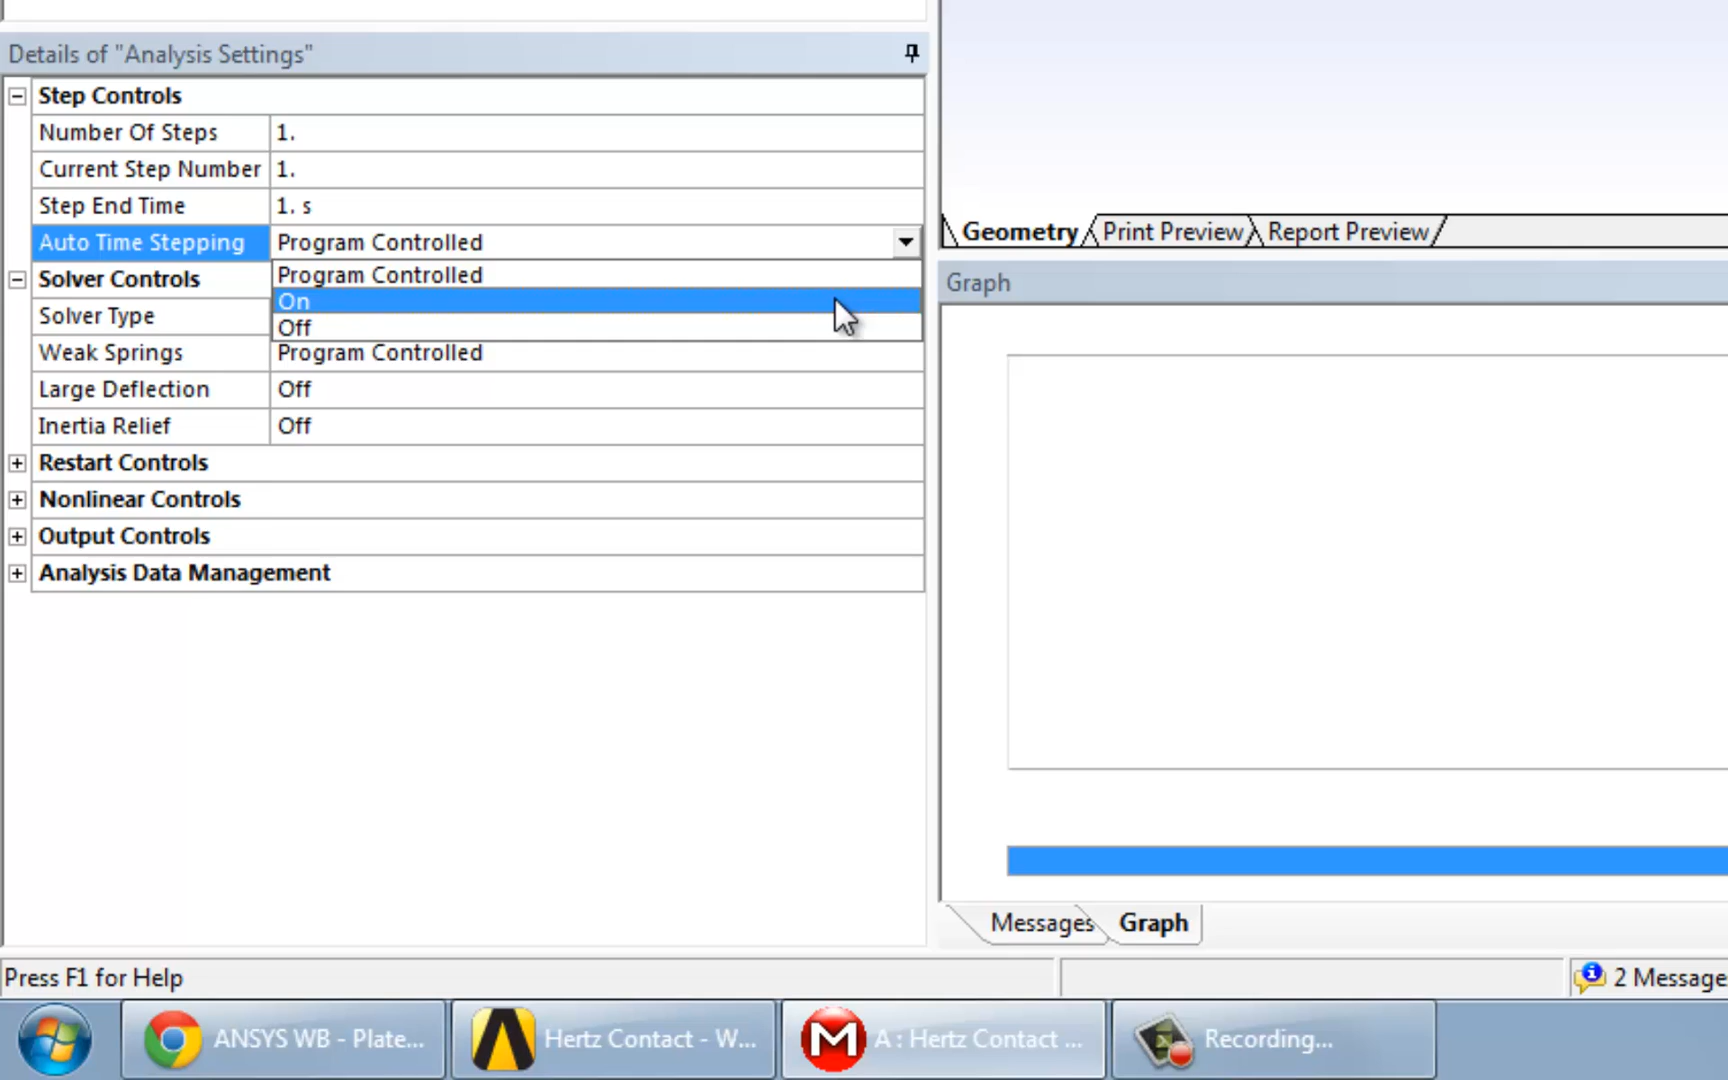 Details of "Analysis Settings"
Step Controls
Number Of Steps 1.
Current Step Number 1.
Step End Time 1. s
Auto Time Stepping Program Controlled
Program Controlled
Solver Controls
On
Solver Type
Off
Weak Springs Program Controlled
Large Deflection Off
Inertia Relief Off
Restart Controls
Nonlinear Controls
Output Controls
Analysis Data Management
Geometry Print Preview Report Preview
Graph
Messages Graph
Press F1 for Help
2 Message
ANSYS WB - Plate... Hertz Contact - W... A : Hertz Contact ... Recording...